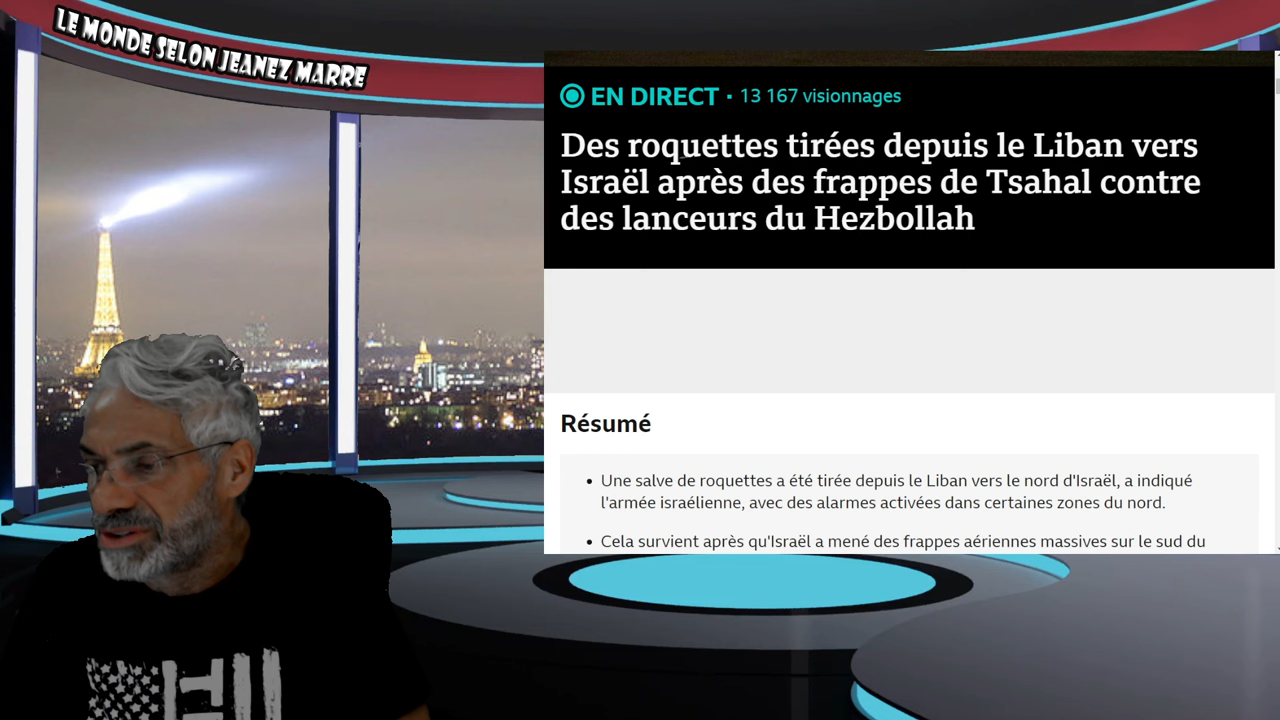 LE MONDE SELON JEANEZ MARRE
EN DIRECT · 13 167 visionnages
Des roquettes tirées depuis le Liban vers
Israël après des frappes de Tsahal contre
des lanceurs du Hezbollah
Résumé
• Une salve de roquettes a été tirée depuis le Liban vers le nord d'Israël, a indiqué
l'armée israélienne, avec des alarmes activées dans certaines zones du nord.
• Cela survient après qu'Israël a mené des frappes aériennes massives sur le sud du